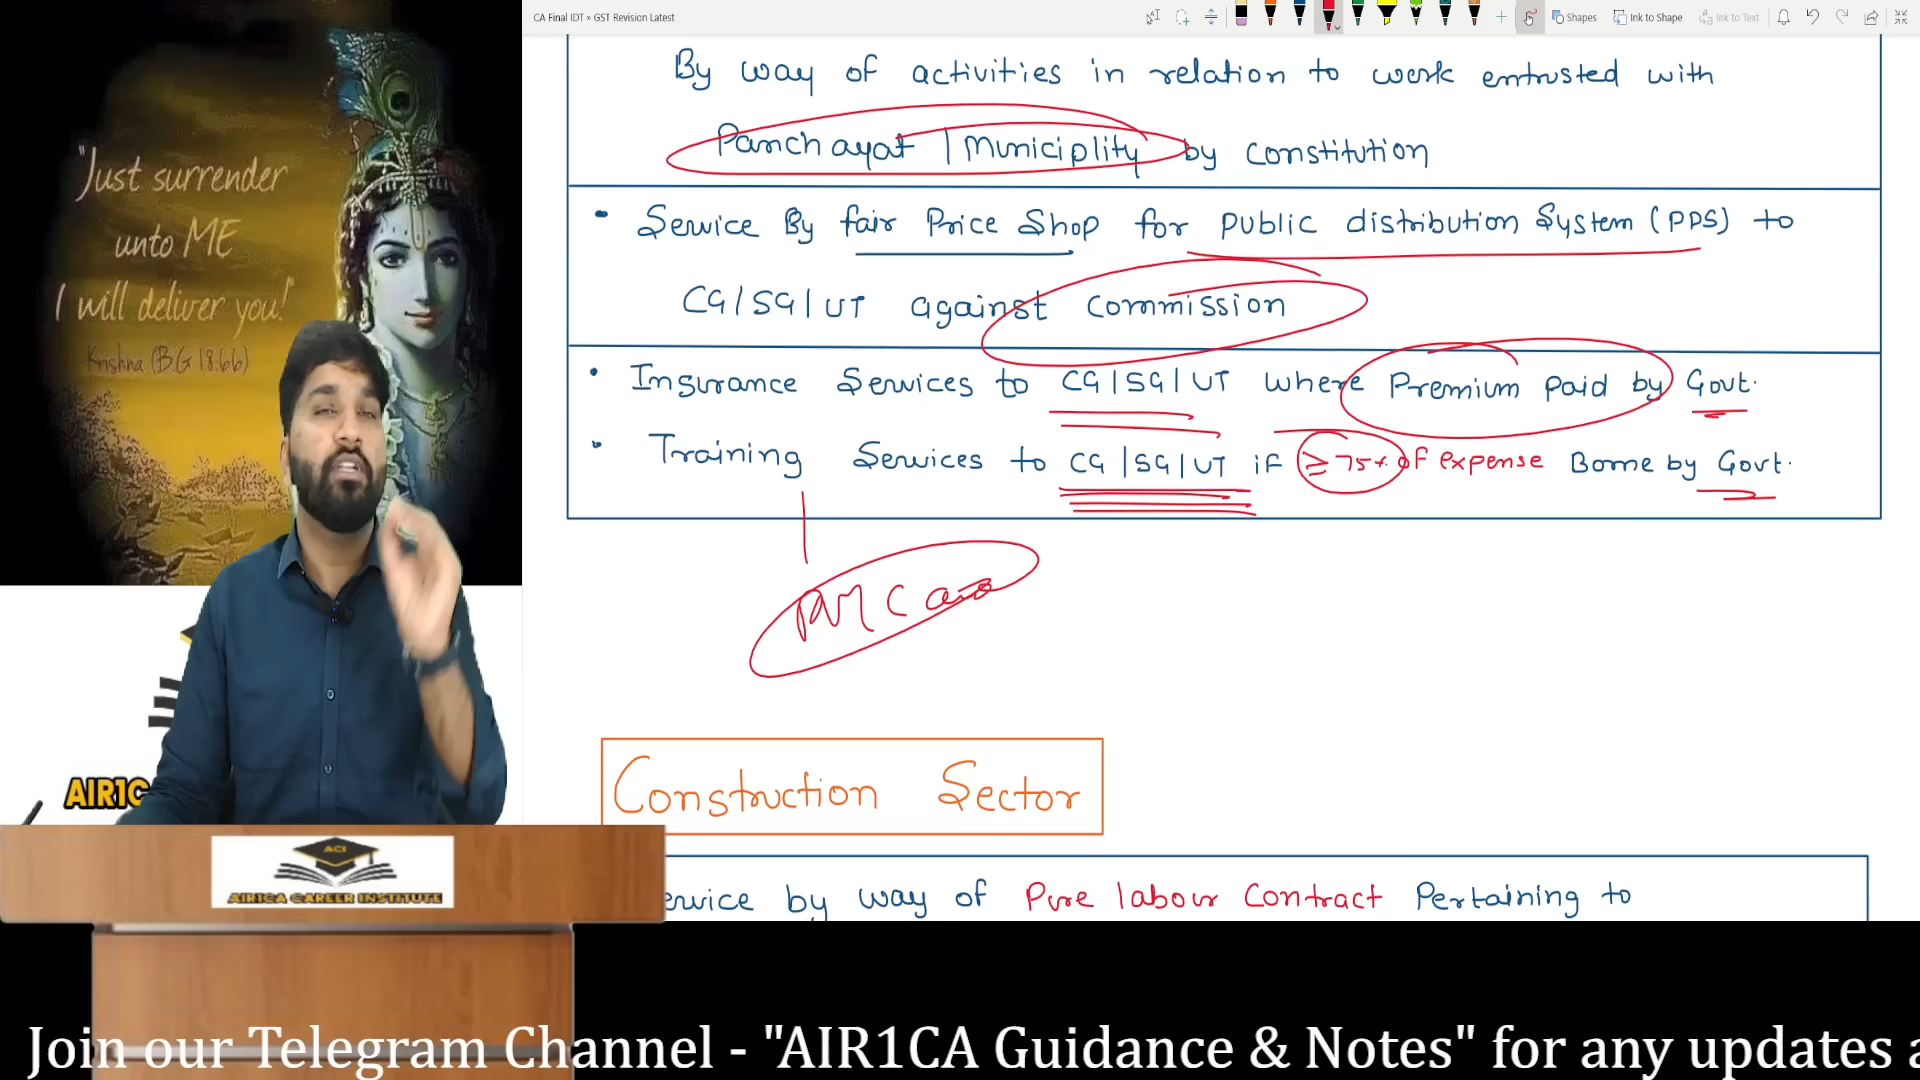 CA Final IDT » GST Revision Latest
Shapes
Ink to Shape
Ink to Text
By way of activities in relation to work entrusted with
Panchayat | Municiplity by constitution
"Just surrender
unto ME
I will deliver you!"
Krishna (B.G 18:66)
• Service By fair Price Shop for public distribution System (PDS) to
CG/SG/UT against commission
• Insurance Services to CG/SG/UT where Premium paid by Govt.
• Training Services to CG/SG/UT if ≥75% of expense Borne by Govt.
Construction Sector
AIR1C
ACI
AIR1CA CAREER INSTITUTE
ervice by way of Pure labour Contract Pertaining to
Join our Telegram Channel - "AIR1CA Guidance & Notes" for any updates a